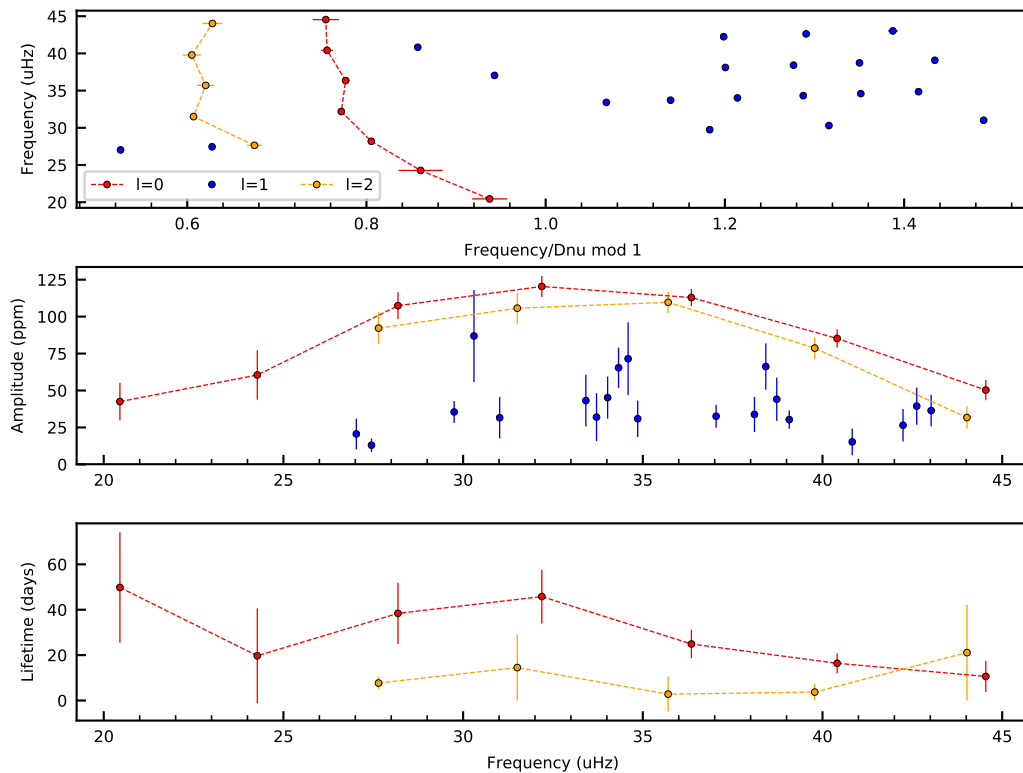 45
40
35
30
25
20
Frequency (uHz)
l=0 l=1 l=2
0.6 0.8 1.0 1.2 1.4
Frequency/Dnu mod 1
125
100
75
50
25
0
Amplitude (ppm)
20 25 30 35 40 45
60
40
20
0
Lifetime (days)
20 25 30 35 40 45
Frequency (uHz)